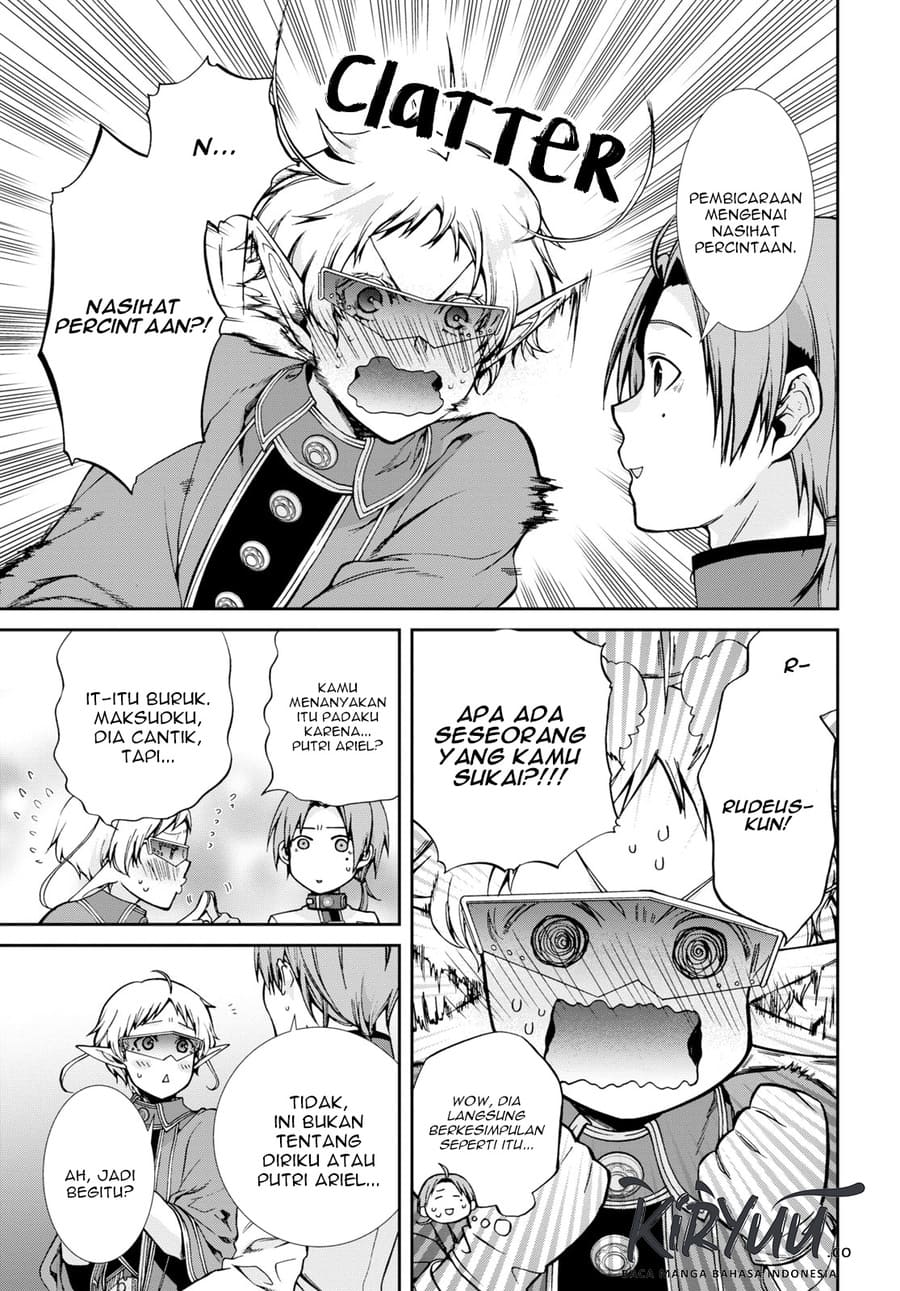 PEMBICARAAN
MENGENAI
NASIHAT
PERCINTAAN.
CLATTER
N...
NASIHAT
PERCINTAAN?!
R-
RUDEUS-
KUN!
APA ADA
SESEORANG
YANG KAMU
SUKAI?!!!
WOW, DIA
LANGSUNG
BERKESIMPULAN
SEPERTI ITU...
KAMU
MENANYAKAN
ITU PADAKU
KARENA...
PUTRI ARIEL?
IT-ITU BURUK.
MAKSUDKU,
DIA CANTIK,
TAPI...
TIDAK,
INI BUKAN
TENTANG
DIRIKU ATAU
PUTRI ARIEL...
AH, JADI
BEGITU?
KIRYUU.CO
BACA MANGA BAHASA INDONESIA